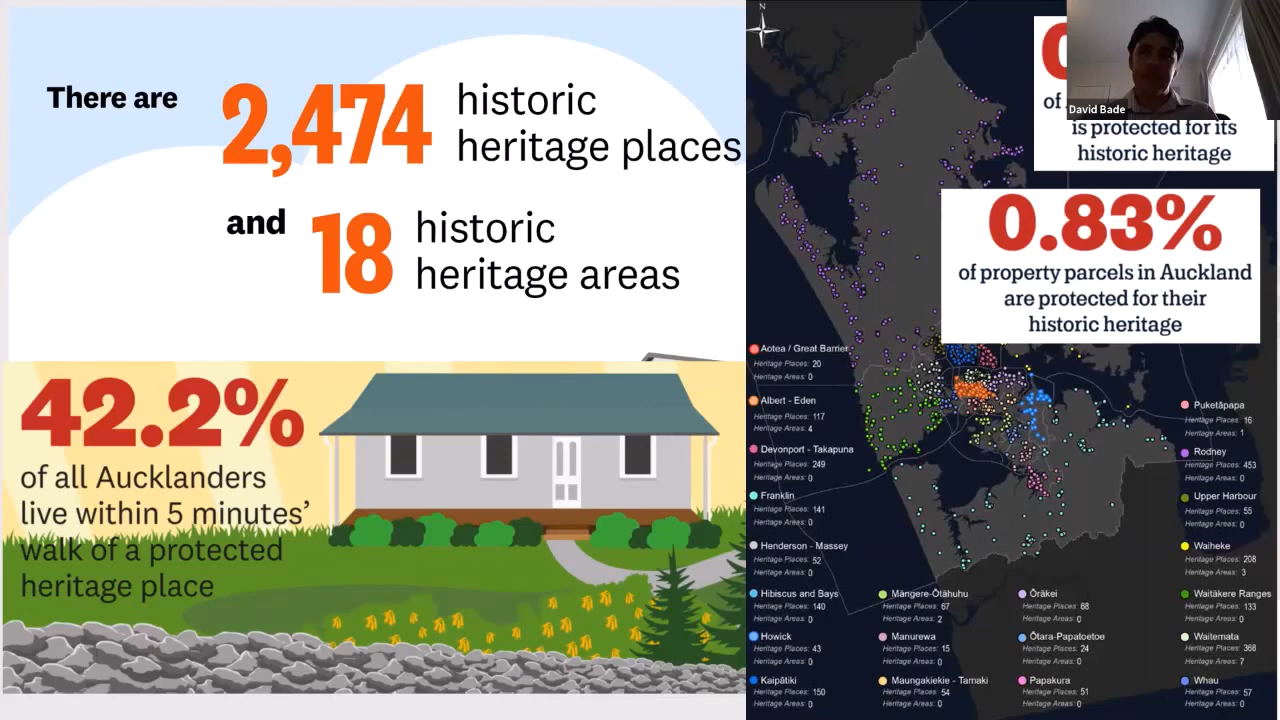 There are
2,474
historic
heritage places
and
18
historic
heritage areas
42.2%
of all Aucklanders
live within 5 minutes'
walk of a protected
heritage place
N
David Bade
of
is protected for its
historic heritage
0.83%
of property parcels in Auckland
are protected for their
historic heritage
Aotea / Great Barrier
Heritage Places: 20
Heritage Areas: 0
Albert - Eden
Heritage Places: 117
Heritage Areas: 4
Devonport - Takapuna
Heritage Places: 249
Heritage Areas: 0
Franklin
Heritage Places: 141
Heritage Areas: 0
Henderson - Massey
Heritage Places: 52
Heritage Areas: 0
Hibiscus and Bays
Heritage Places: 140
Heritage Areas: 0
Howick
Heritage Places: 43
Heritage Areas: 0
Kaipātiki
Heritage Places: 150
Heritage Areas: 0
Māngere-Ōtāhuhu
Heritage Places: 67
Heritage Areas: 2
Manurewa
Heritage Places: 15
Heritage Areas: 0
Maungakiekie - Tamaki
Heritage Places: 54
Heritage Areas: 0
Ōrākei
Heritage Places: 68
Heritage Areas: 0
Ōtara-Papatoetoe
Heritage Places: 24
Heritage Areas: 0
Papakura
Heritage Places: 51
Heritage Areas: 0
Puketāpapa
Heritage Places: 16
Heritage Areas: 1
Rodney
Heritage Places: 453
Heritage Areas: 0
Upper Harbour
Heritage Places: 55
Heritage Areas: 0
Waiheke
Heritage Places: 208
Heritage Areas: 3
Waitākere Ranges
Heritage Places: 133
Heritage Areas: 0
Waitemata
Heritage Places: 368
Heritage Areas: 7
Whau
Heritage Places: 57
Heritage Areas: 0